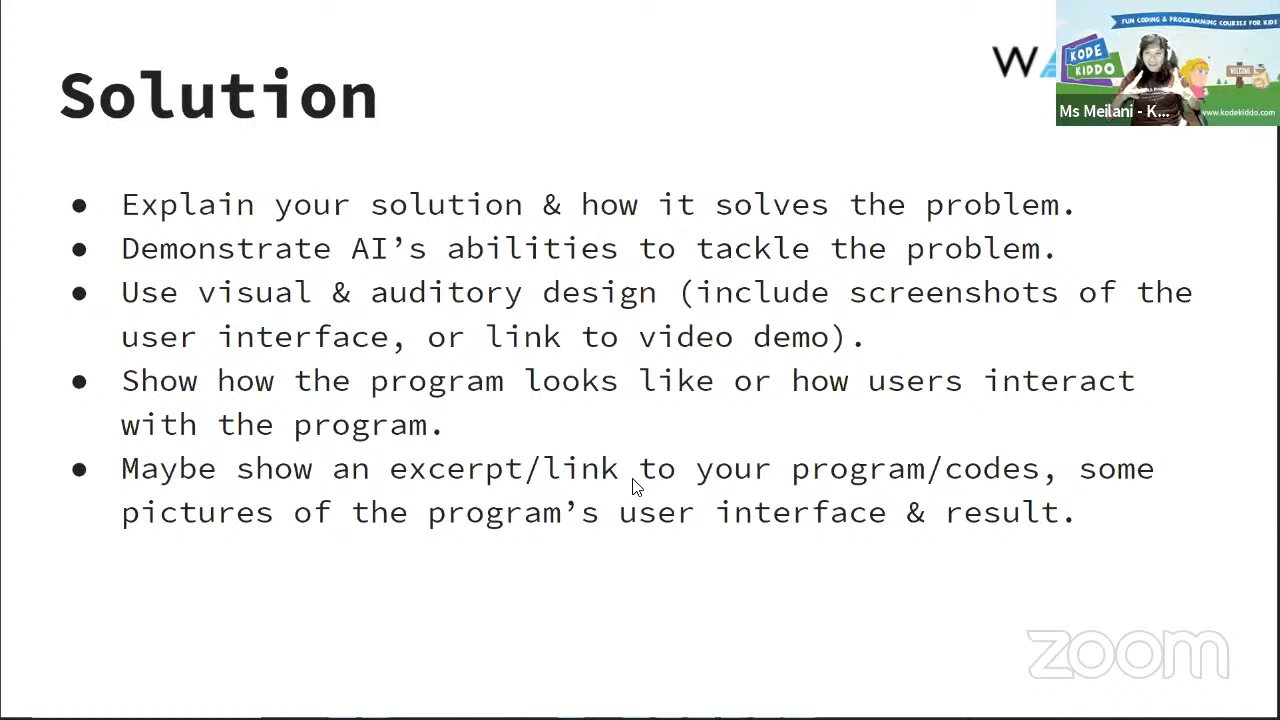 FUN CODING & PROGRAMMING COURSES FOR KIDS
W
KODE
KIDDO
WELCOME
Ms Meilani - K...
www.kodekiddo.com
Solution
● Explain your solution & how it solves the problem.
● Demonstrate AI’s abilities to tackle the problem.
● Use visual & auditory design (include screenshots of the
user interface, or link to video demo).
● Show how the program looks like or how users interact
with the program.
● Maybe show an excerpt/link to your program/codes, some
pictures of the program’s user interface & result.
zoom